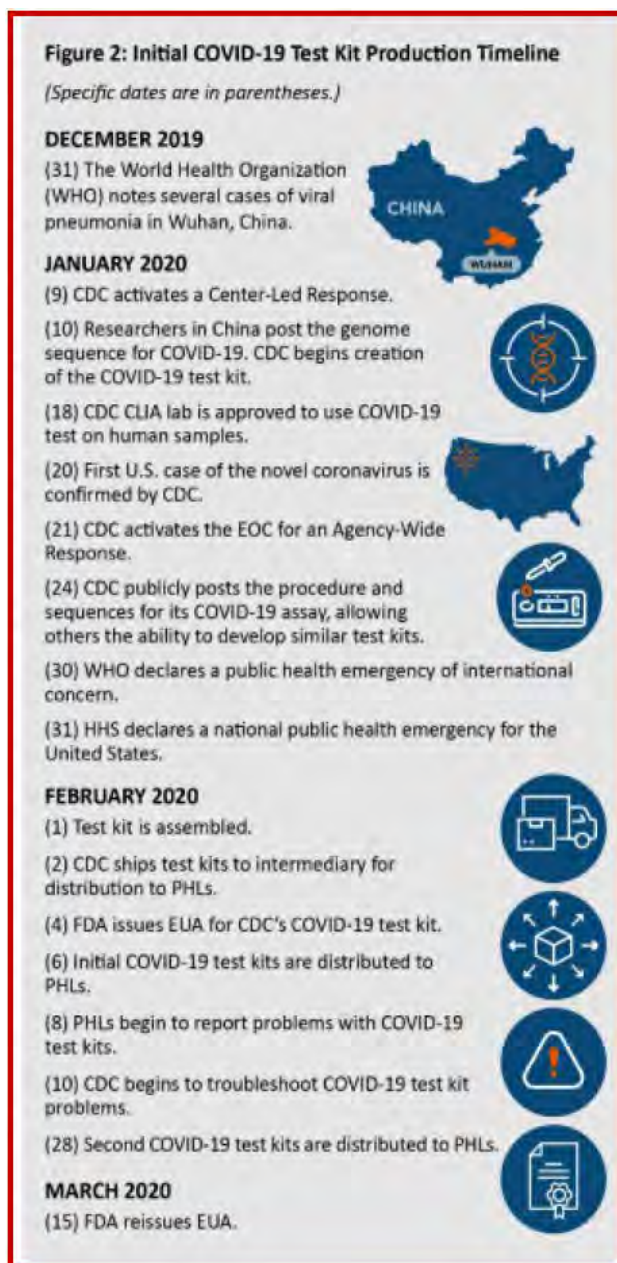 Figure 2: Initial COVID-19 Test Kit Production Timeline
(Specific dates are in parentheses.)
DECEMBER 2019
(31) The World Health Organization
(WHO) notes several cases of viral
pneumonia in Wuhan, China.
CHINA
WUHAN
JANUARY 2020
(9) CDC activates a Center-Led Response.
(10) Researchers in China post the genome
sequence for COVID-19. CDC begins creation
of the COVID-19 test kit.
(18) CDC CLIA lab is approved to use COVID-19
test on human samples.
(20) First U.S. case of the novel coronavirus is
confirmed by CDC.
(21) CDC activates the EOC for an Agency-Wide
Response.
(24) CDC publicly posts the procedure and
sequences for its COVID-19 assay, allowing
others the ability to develop similar test kits.
(30) WHO declares a public health emergency of international
concern.
(31) HHS declares a national public health emergency for the
United States.
FEBRUARY 2020
(1) Test kit is assembled.
(2) CDC ships test kits to intermediary for
distribution to PHLs.
(4) FDA issues EUA for CDC's COVID-19 test kit.
(6) Initial COVID-19 test kits are distributed to
PHLs.
(8) PHLs begin to report problems with COVID-19
test kits.
(10) CDC begins to troubleshoot COVID-19 test kit
problems.
(28) Second COVID-19 test kits are distributed to PHLs.
MARCH 2020
(15) FDA reissues EUA.